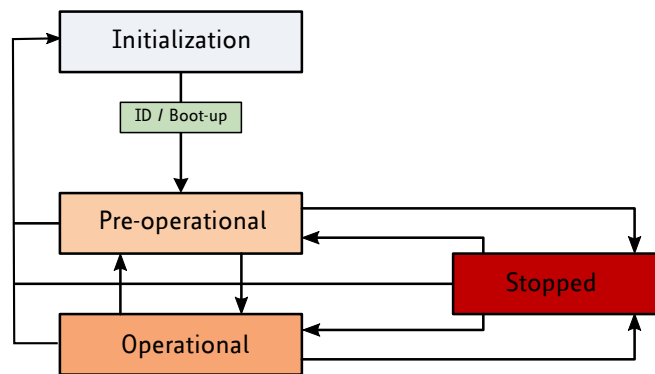 Initialization
ID / Boot-up
Pre-operational
Stopped
Operational